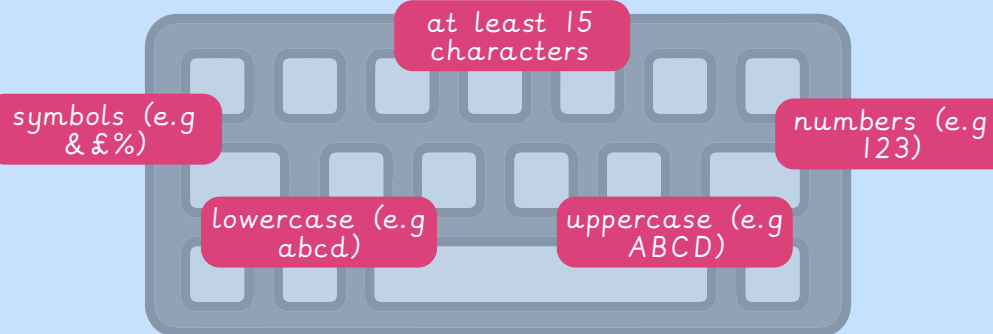 at least 15
characters
symbols (e.g
&£%)
numbers (e.g
123)
lowercase (e.g
abcd)
uppercase (e.g
ABCD)